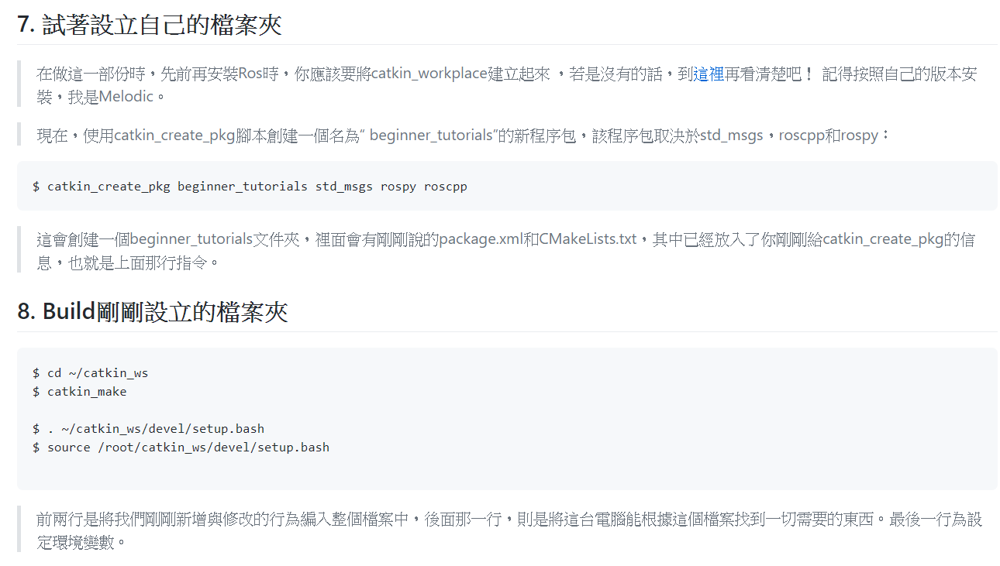 7. 試著設立自己的檔案夾
在做這一部份時，先前再安裝Ros時，你應該要將catkin_workplace建立起來 ，若是沒有的話，到這裡再看清楚吧！ 記得按照自己的版本安
裝，我是Melodic。
現在，使用catkin_create_pkg腳本創建一個名為“ beginner_tutorials”的新程序包，該程序包取決於std_msgs，roscpp和rospy：
$ catkin_create_pkg beginner_tutorials std_msgs rospy roscpp
這會創建一個beginner_tutorials文件夾，裡面會有剛剛說的package.xml和CMakeLists.txt，其中已經放入了你剛剛給catkin_create_pkg的信
息，也就是上面那行指令。
8. Build剛剛設立的檔案夾
$ cd ~/catkin_ws
$ catkin_make
$ . ~/catkin_ws/devel/setup.bash
$ source /root/catkin_ws/devel/setup.bash
前兩行是將我們剛剛新增與修改的行為編入整個檔案中，後面那一行，則是將這台電腦能根據這個檔案找到一切需要的東西。最後一行為設
定環境變數。